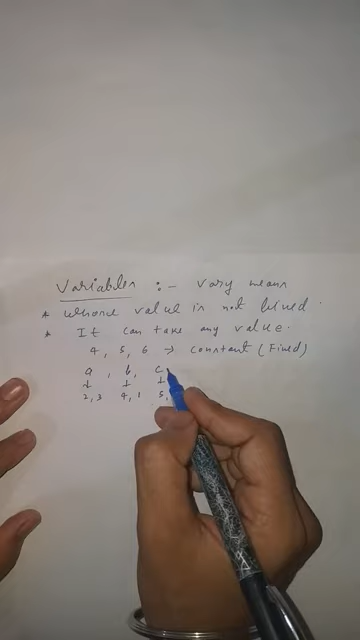 Variables :- vary means
* whose value is not fixed.
* It can take any value.
4, 5, 6 → constant (Fixed)
a, b, c,
↓ ↓ ↓
2, 3 4, 1 5,